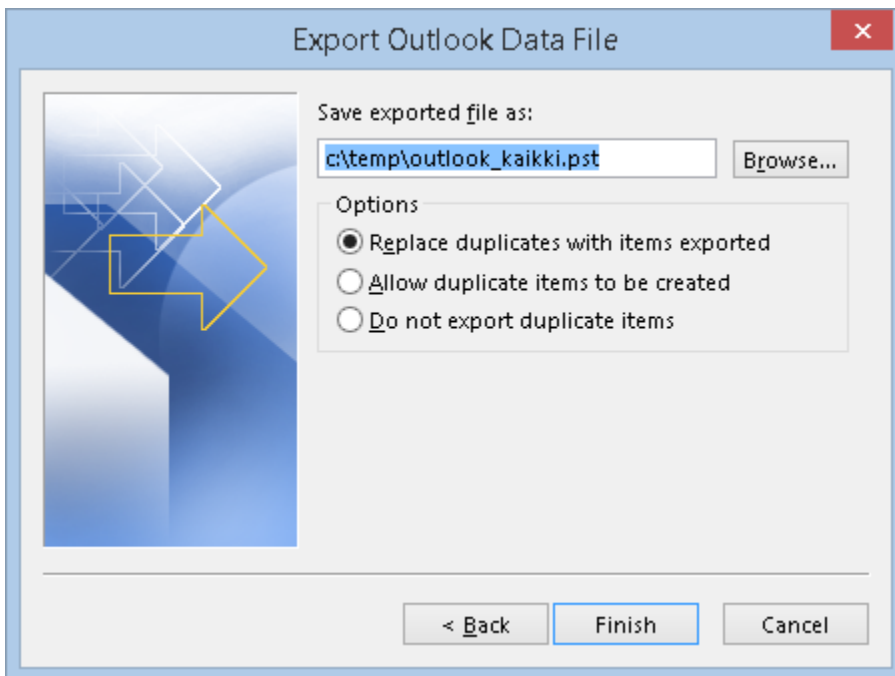 Export Outlook Data File
Save exported file as:
c:\temp\outlook_kaikki.pst
Browse...
Options
Replace duplicates with items exported
Allow duplicate items to be created
Do not export duplicate items
< Back
Finish
Cancel